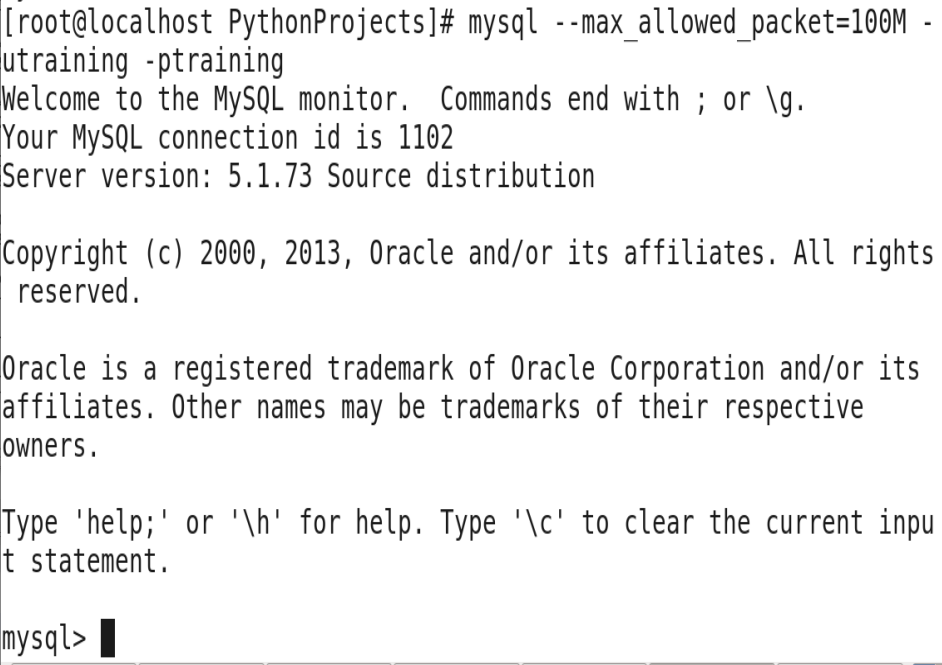 [root@localhost PythonProjects]# mysql --max_allowed_packet=100M -
utraining -ptraining
Welcome to the MySQL monitor.  Commands end with ; or \g.
Your MySQL connection id is 1102
Server version: 5.1.73 Source distribution

Copyright (c) 2000, 2013, Oracle and/or its affiliates. All rights
 reserved.

Oracle is a registered trademark of Oracle Corporation and/or its
affiliates. Other names may be trademarks of their respective
owners.

Type 'help;' or '\h' for help. Type '\c' to clear the current inpu
t statement.

mysql>